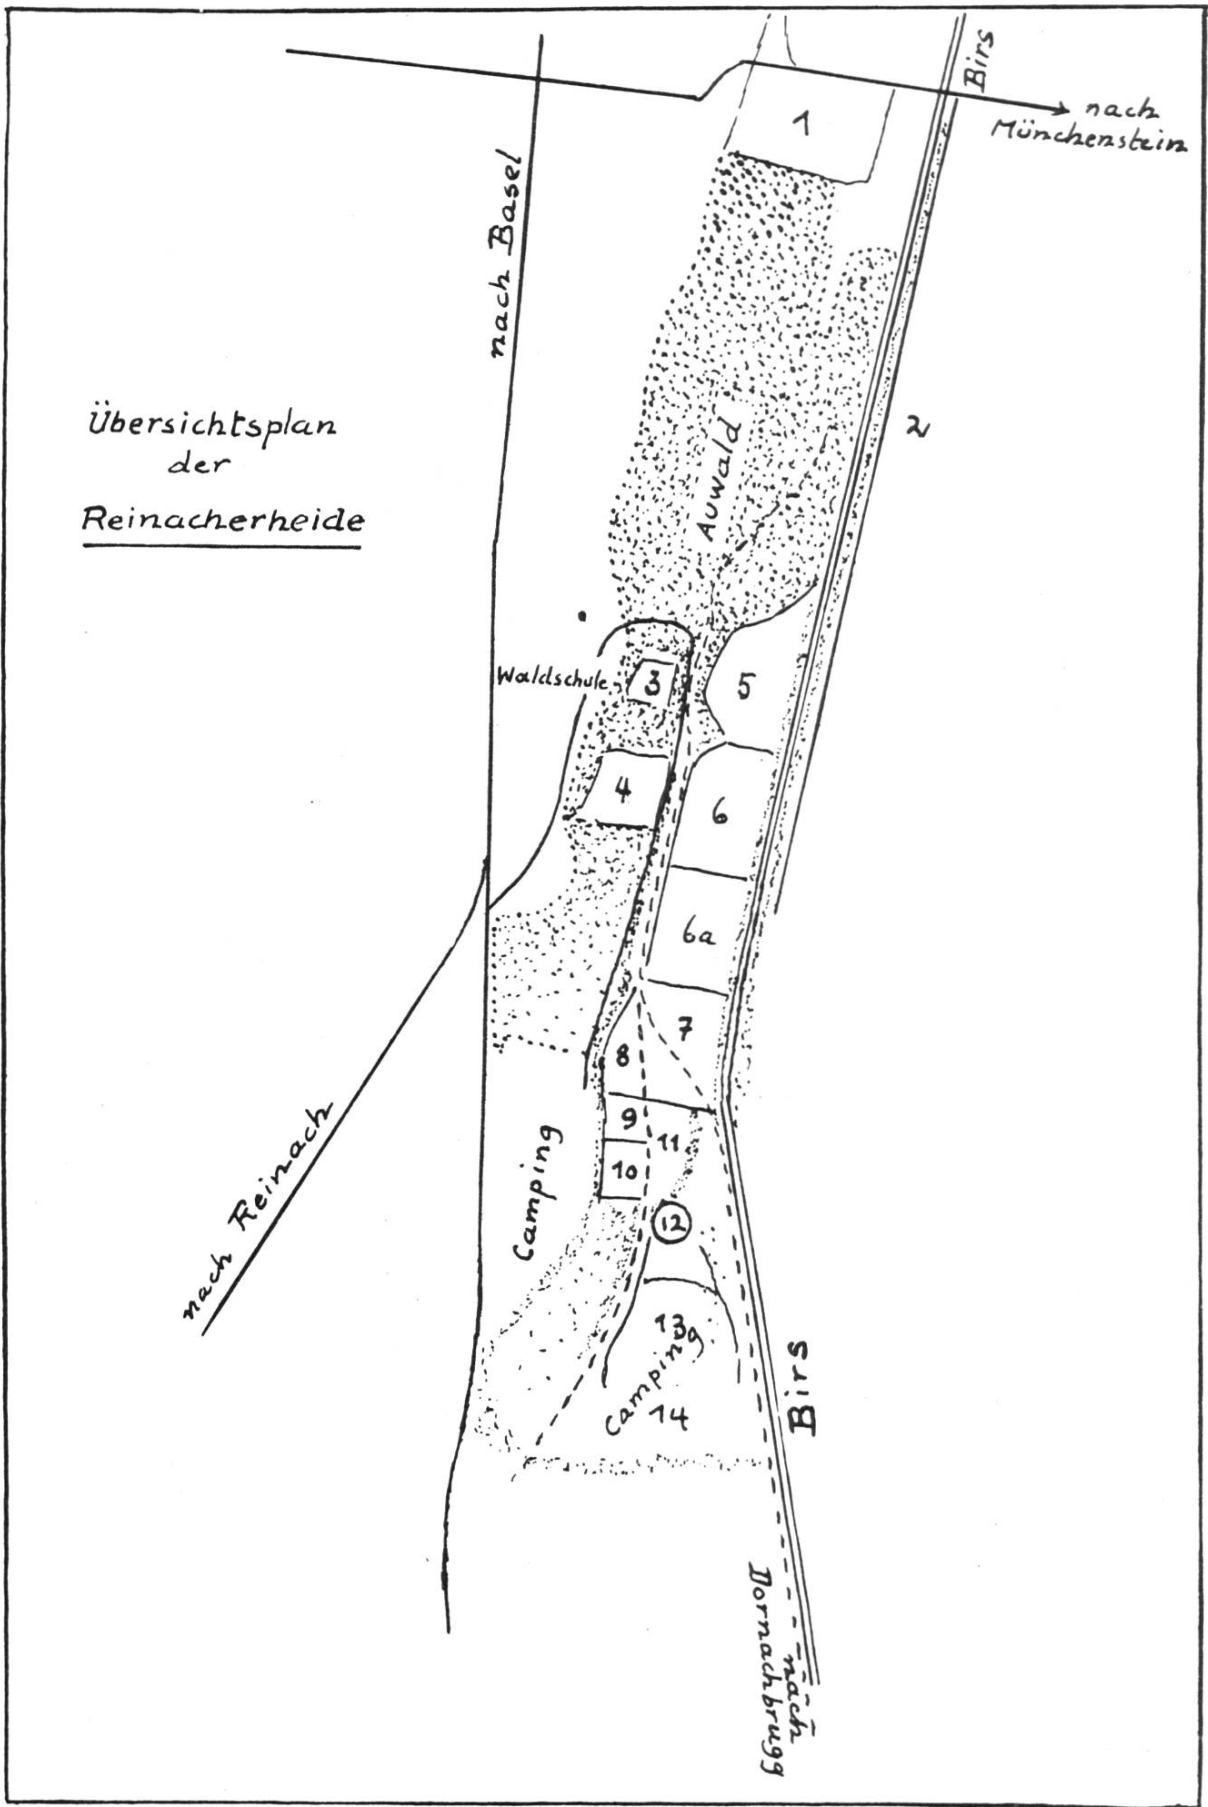 Birs
nach
Münchenstein
1
nach Basel
2
Übersichtsplan
der
Reinacherheide
Auwald
Waldschule
3
5
4
6
6a
7
8
9
11
10
nach Reinach
Camping
12
13
Camping
14
Birs
nach
Dornachbrugg